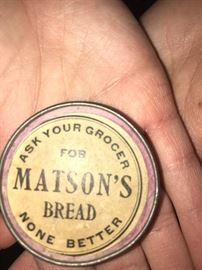 ASK YOUR GROCER
FOR
MATSON'S
BREAD
NONE BETTER